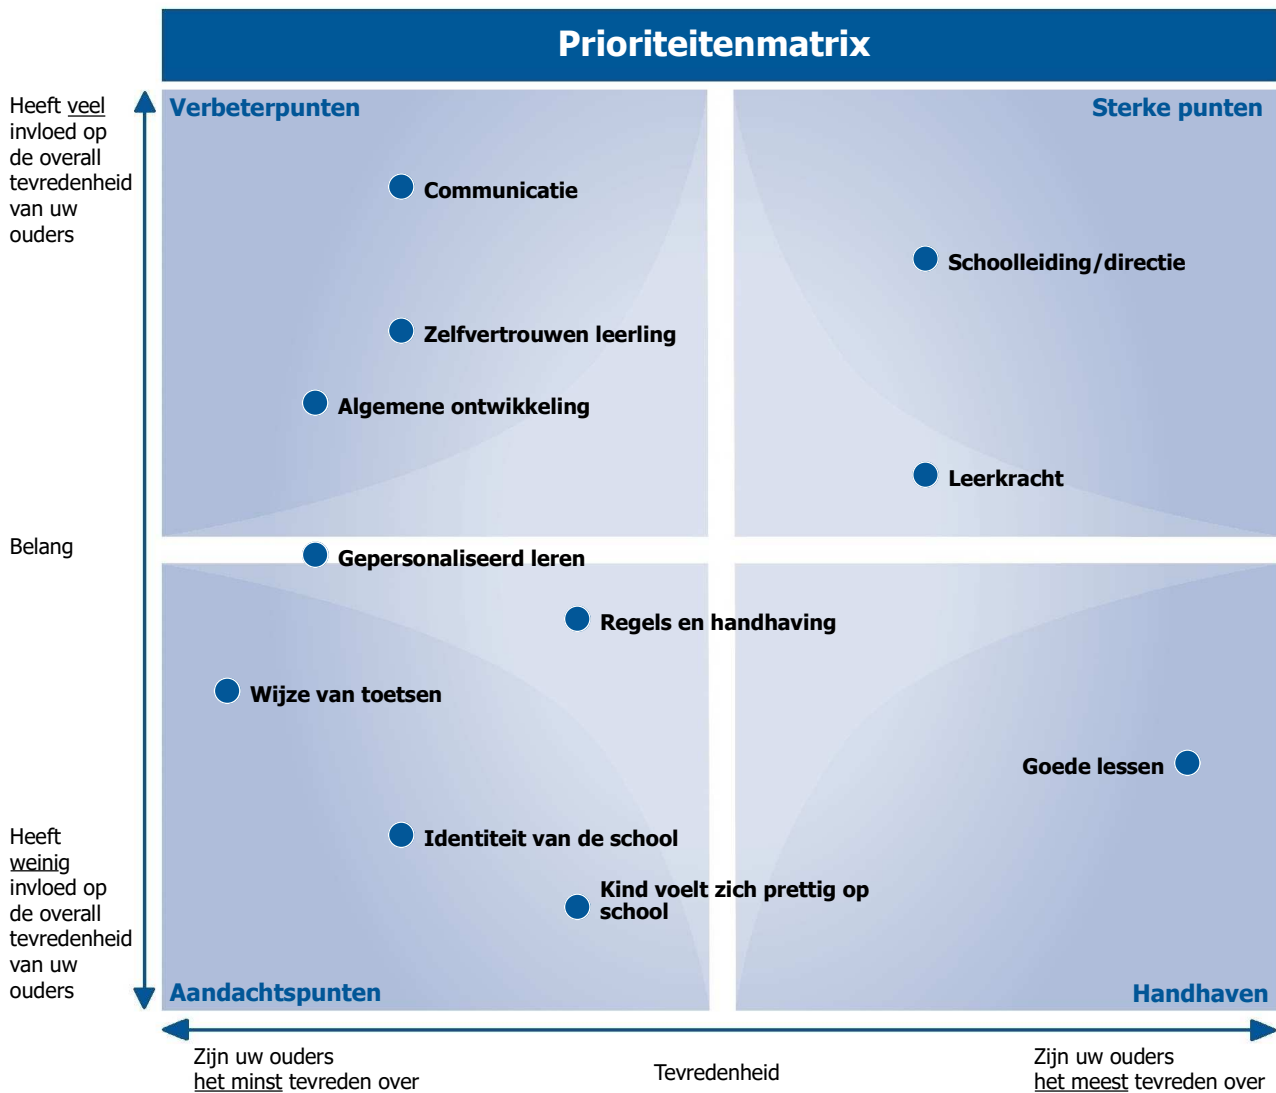 Prioriteitenmatrix
Heeft veel
invloed op
de overall
tevredenheid
van uw
ouders
Verbeterpunten
Sterke punten
Communicatie
Schoolleiding/directie
Zelfvertrouwen leerling
Algemene ontwikkeling
Leerkracht
Belang
Gepersonaliseerd leren
Regels en handhaving
Wijze van toetsen
Goede lessen
Identiteit van de school
Kind voelt zich prettig op
school
Heeft
weinig
invloed op
de overall
tevredenheid
van uw
ouders
Aandachtspunten
Handhaven
Zijn uw ouders
het minst tevreden over
Tevredenheid
Zijn uw ouders
het meest tevreden over